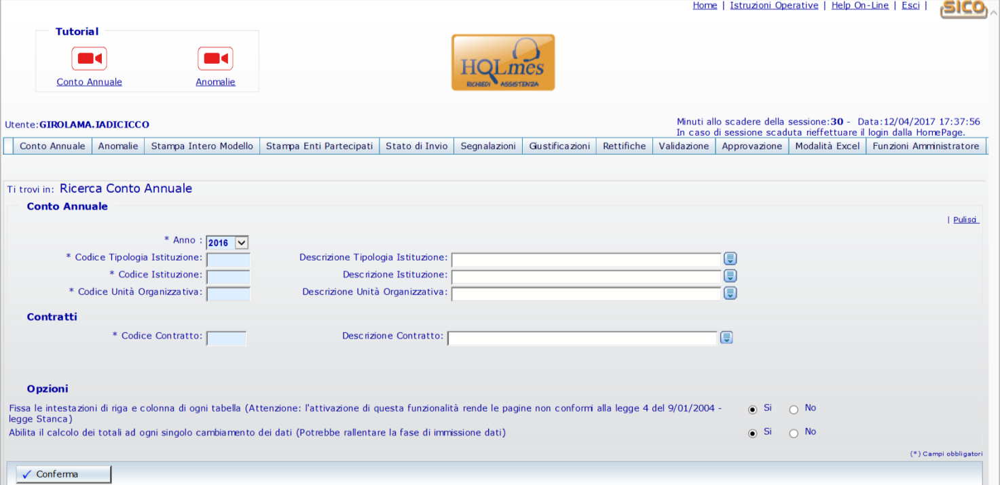 Home | Istruzioni Operative | Help On-Line | Esci |
SICO
Tutorial
Conto Annuale
Anomalie
HQLmes
RICHIEDI ASSISTENZA
Utente:GIROLAMA.IADICICCO
Minuti allo scadere della sessione:30 - Data:12/04/2017 17:37:56
In caso di sessione scaduta rieffettuare il login dalla HomePage.
Conto Annuale Anomalie Stampa Intero Modello Stampa Enti Partecipati Stato di Invio Segnalazioni Giustificazioni Rettifiche Validazione Approvazione Modalità Excel Funzioni Amministratore
Ti trovi in: Ricerca Conto Annuale
Conto Annuale
| Pulisci
* Anno : 2016
* Codice Tipologia Istituzione: Descrizione Tipologia Istituzione:
* Codice Istituzione: Descrizione Istituzione:
* Codice Unità Organizzativa: Descrizione Unità Organizzativa:
Contratti
* Codice Contratto: Descrizione Contratto:
Opzioni
Fissa le intestazioni di riga e colonna di ogni tabella (Attenzione: l'attivazione di questa funzionalità rende le pagine non conformi alla legge 4 del 9/01/2004 - Si No
legge Stanca)
Abilita il calcolo dei totali ad ogni singolo cambiamento dei dati (Potrebbe rallentare la fase di immissione dati) Si No
(*) Campi obbligatori
Conferma